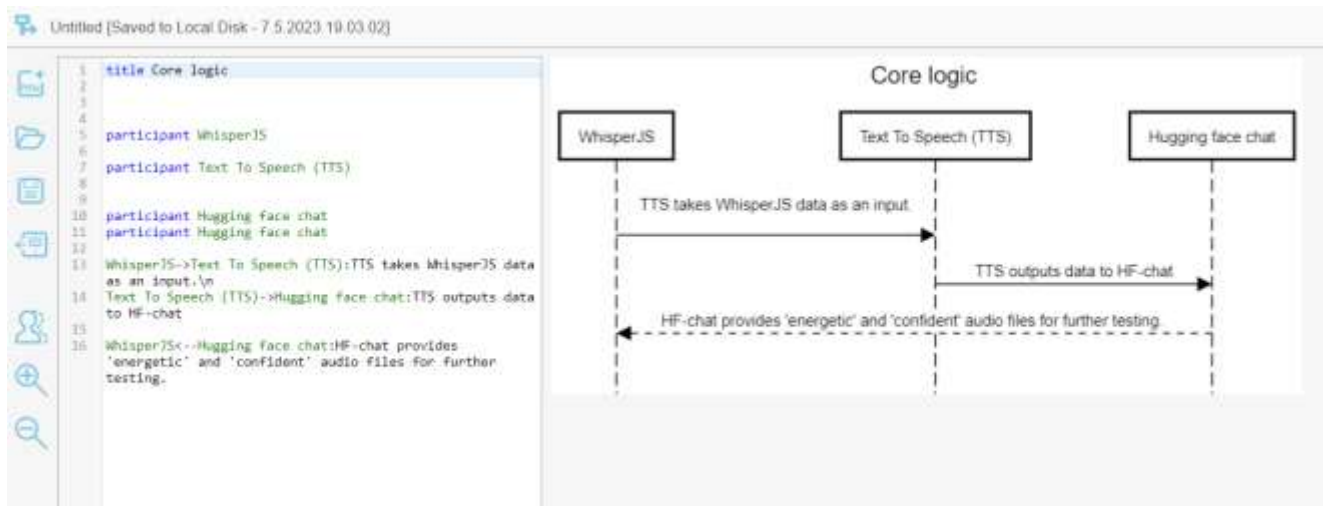 Untitled [Saved to Local Disk - 7.5.2023 19.03.02]
1 title Core logic
2
3
4
5 participant WhisperJS
6
7 participant Text To Speech (TTS)
8
9
10 participant Hugging face chat
11 participant Hugging face chat
12
13 WhisperJS->Text To Speech (TTS):TTS takes WhisperJS data
as an input.\n
14 Text To Speech (TTS)->Hugging face chat:TTS outputs data
to HF-chat
15
16 WhisperJS<--Hugging face chat:HF-chat provides
'energetic' and 'confident' audio files for further
testing.
Core logic
WhisperJS
Text To Speech (TTS)
Hugging face chat
TTS takes WhisperJS data as an input.
TTS outputs data to HF-chat
HF-chat provides 'energetic' and 'confident' audio files for further testing.